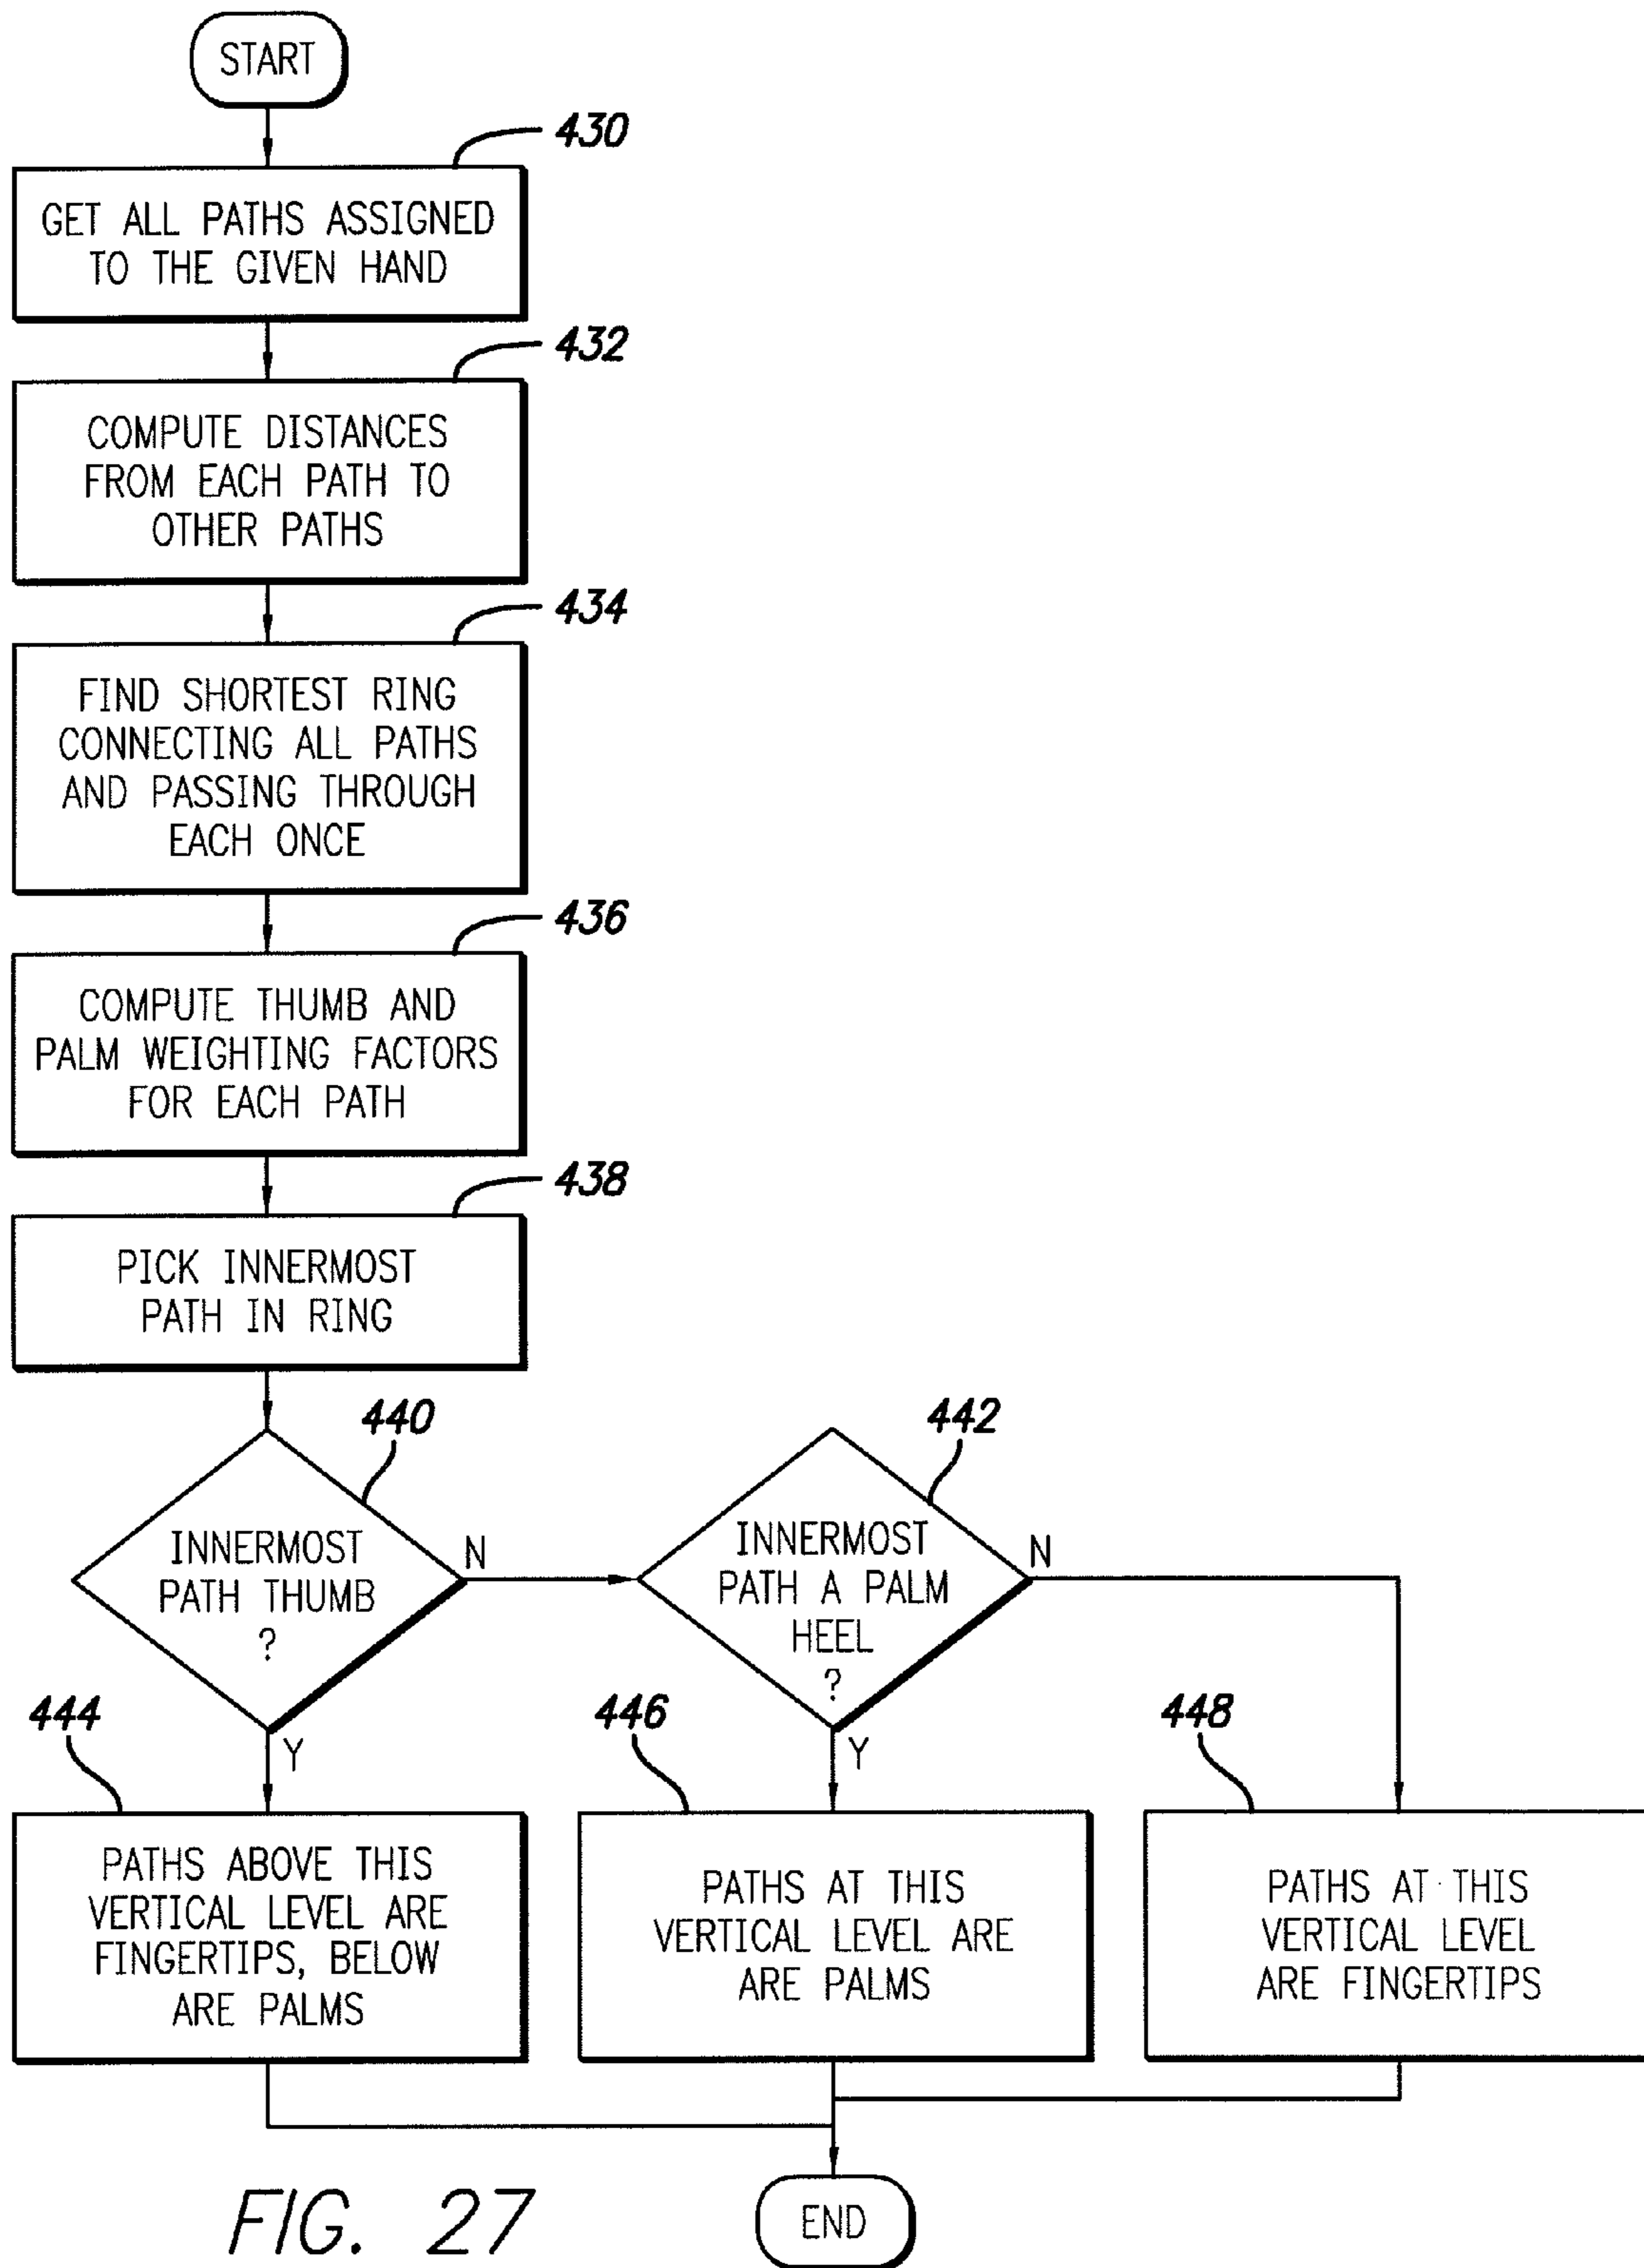 START
430
GET ALL PATHS ASSIGNED
TO THE GIVEN HAND
432
COMPUTE DISTANCES
FROM EACH PATH TO
OTHER PATHS
434
FIND SHORTEST RING
CONNECTING ALL PATHS
AND PASSING THROUGH
EACH ONCE
436
COMPUTE THUMB AND
PALM WEIGHTING FACTORS
FOR EACH PATH
438
PICK INNERMOST
PATH IN RING
440
INNERMOST
PATH THUMB
?
N
Y
442
INNERMOST
PATH A PALM
HEEL
?
N
Y
444
PATHS ABOVE THIS
VERTICAL LEVEL ARE
FINGERTIPS, BELOW
ARE PALMS
446
PATHS AT THIS
VERTICAL LEVEL ARE
ARE PALMS
448
PATHS AT THIS
VERTICAL LEVEL
ARE FINGERTIPS
END
FIG. 27